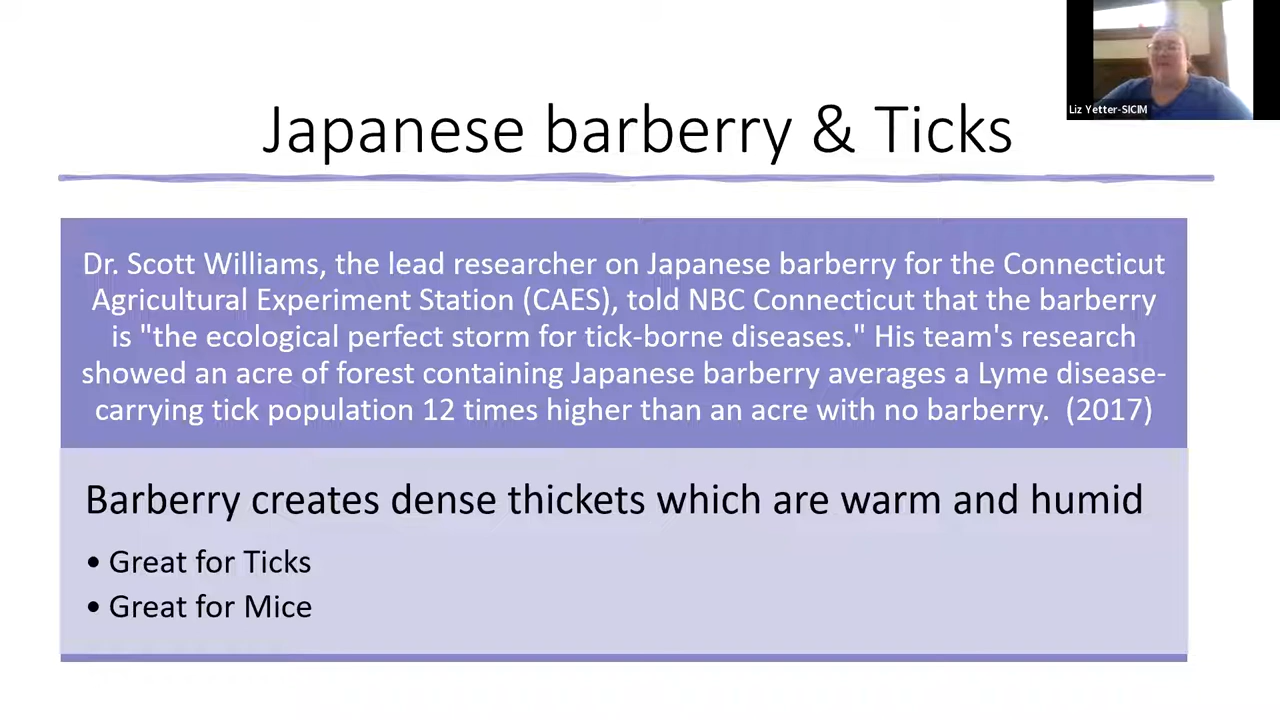 Liz Yetter-SICIM
Japanese barberry & Ticks
Dr. Scott Williams, the lead researcher on Japanese barberry for the Connecticut
Agricultural Experiment Station (CAES), told NBC Connecticut that the barberry
is "the ecological perfect storm for tick-borne diseases." His team's research
showed an acre of forest containing Japanese barberry averages a Lyme disease-
carrying tick population 12 times higher than an acre with no barberry. (2017)
Barberry creates dense thickets which are warm and humid
• Great for Ticks
• Great for Mice